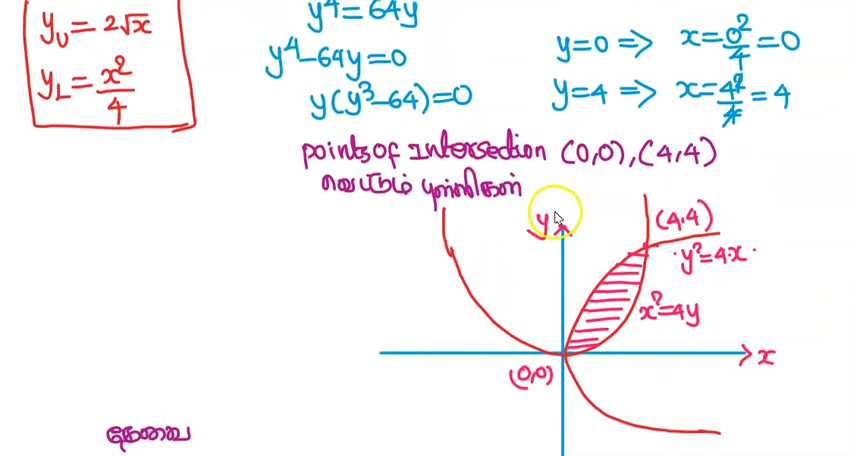 y⁴ = 64y
y_U = 2√x
y⁴ - 64y = 0
y = 0 => x = 0²/4 = 0
y_L = x²/4
y(y³ - 64) = 0
y = 4 => x = 4²/4 = 4
points of Intersection (0,0), (4,4)
வெட்டும் புள்ளிகள்
y
(4,4)
y² = 4x
x² = 4y
x
(0,0)
தேவை